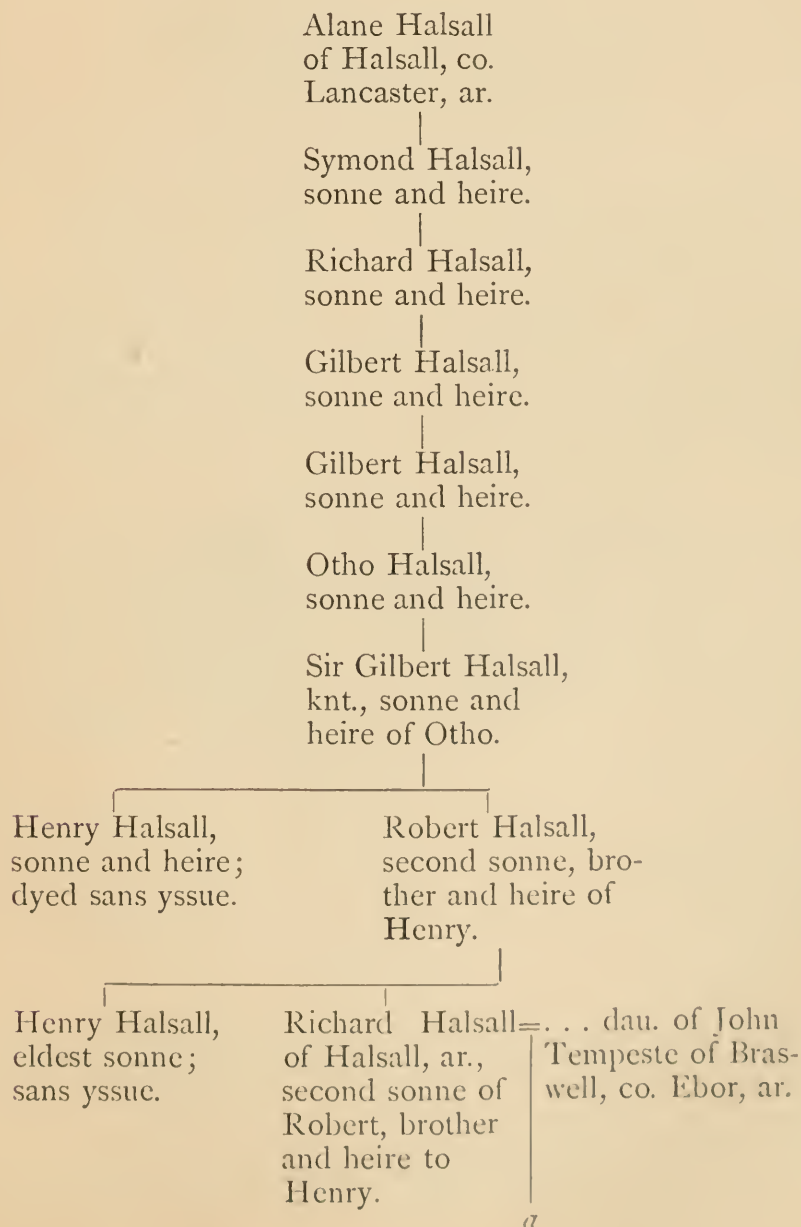 Alane Halsall
of Halsall, co.
Lancaster, ar.
Symond Halsall,
sonne and heire.
Richard Halsall,
sonne and heire.
Gilbert Halsall,
sonne and heire.
Gilbert Halsall,
sonne and heire.
Otho Halsall,
sonne and heire.
Sir Gilbert Halsall,
knt., sonne and
heire of Otho.
Henry Halsall,
sonne and heire;
dyed sans yssue.
Robert Halsall,
second sonne, bro-
ther and heire of
Henry.
Henry Halsall,
eldest sonne;
sans yssue.
Richard Halsall=. . . dau. of John
of Halsall, ar.,
second sonne of
Robert, brother
and heire to
Henry.
Tempeste of Bras-
well, co. Ebor, ar.
a